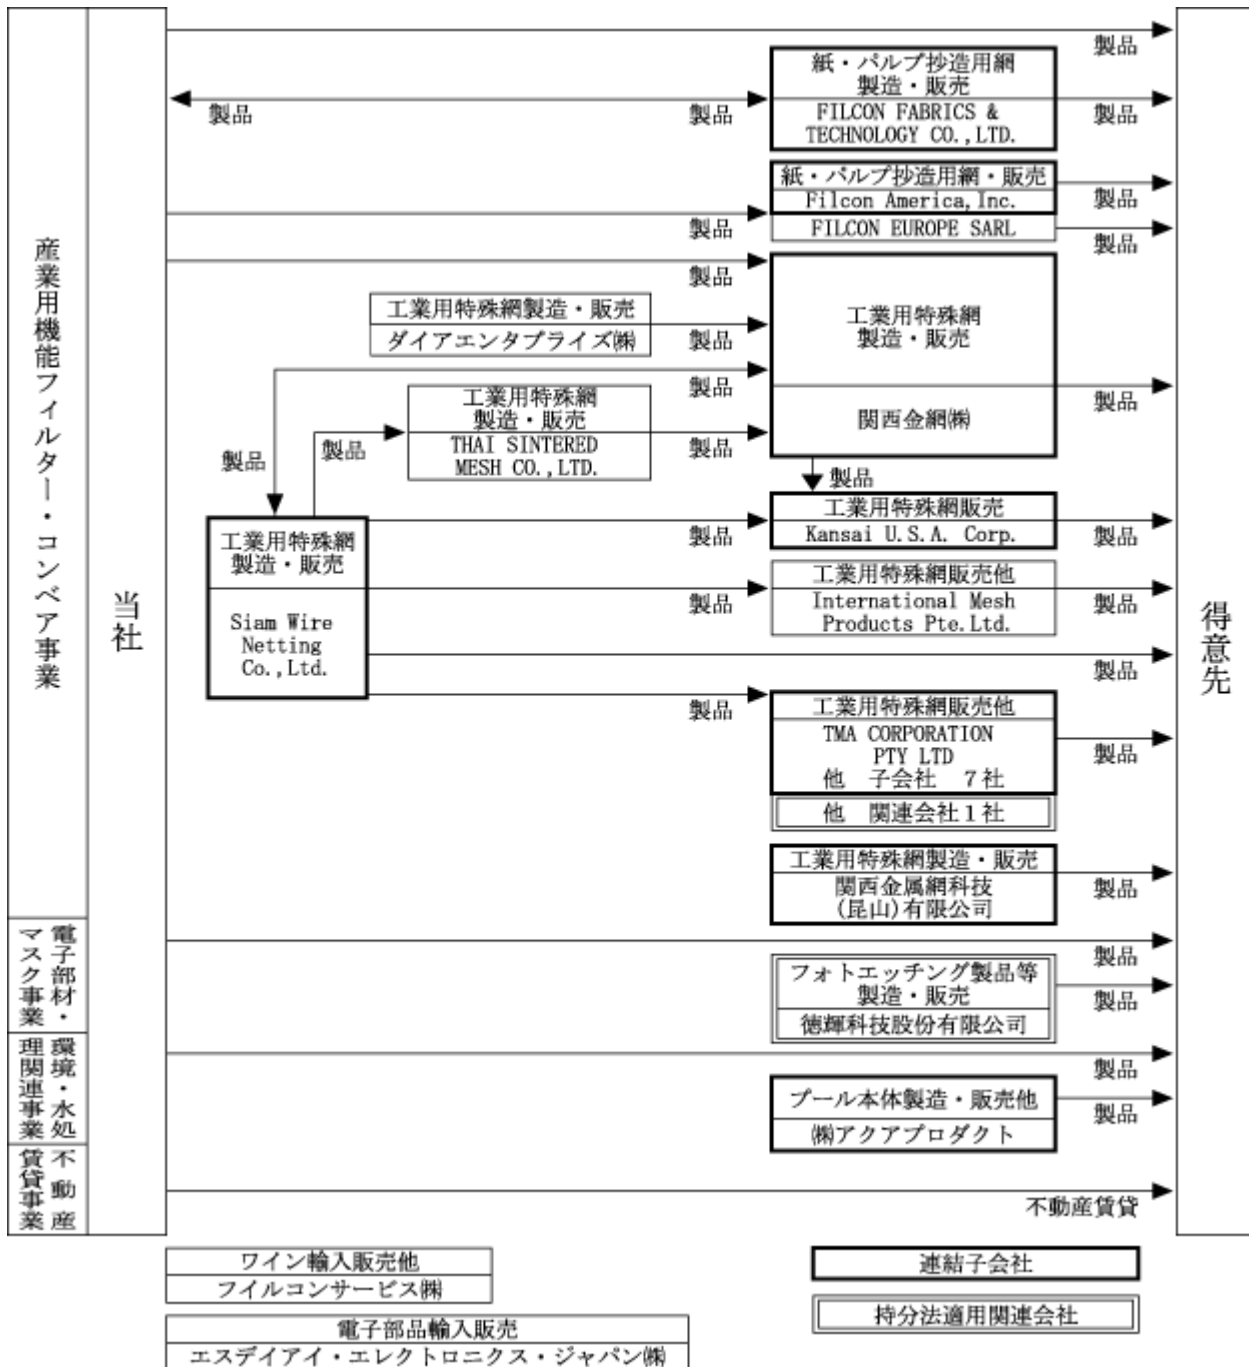 産業用機能フィルター・コンベア事業
電子部材・
マスク事業
環境・水処
理関連事業
不動産
賃貸事業
当社
得意先
製品
紙・パルプ抄造用網
製造・販売
FILCON FABRICS &
TECHNOLOGY CO.,LTD.
製品
製品
製品
紙・パルプ抄造用網・販売
Filcon America,Inc.
FILCON EUROPE SARL
製品
製品
製品
製品
工業用特殊網
製造・販売
関西金網㈱
製品
工業用特殊網製造・販売
ダイアエンタプライズ㈱
製品
製品
工業用特殊網
製造・販売
THAI SINTERED
MESH CO.,LTD.
製品
製品
製品
製品
工業用特殊網
製造・販売
Siam Wire
Netting
Co.,Ltd.
工業用特殊網販売
Kansai U.S.A. Corp.
製品
製品
工業用特殊網販売他
International Mesh
Products Pte.Ltd.
製品
製品
製品
製品
工業用特殊網販売他
TMA CORPORATION
PTY LTD
他 子会社 7社
製品
他 関連会社1社
工業用特殊網製造・販売
関西金属網科技
(昆山)有限公司
製品
製品
フォトエッチング製品等
製造・販売
徳輝科技股份有限公司
製品
製品
プール本体製造・販売他
㈱アクアプロダクト
製品
不動産賃貸
ワイン輸入販売他
フイルコンサービス㈱
電子部品輸入販売
エスデイアイ・エレクトロニクス・ジャパン㈱
連結子会社
持分法適用関連会社